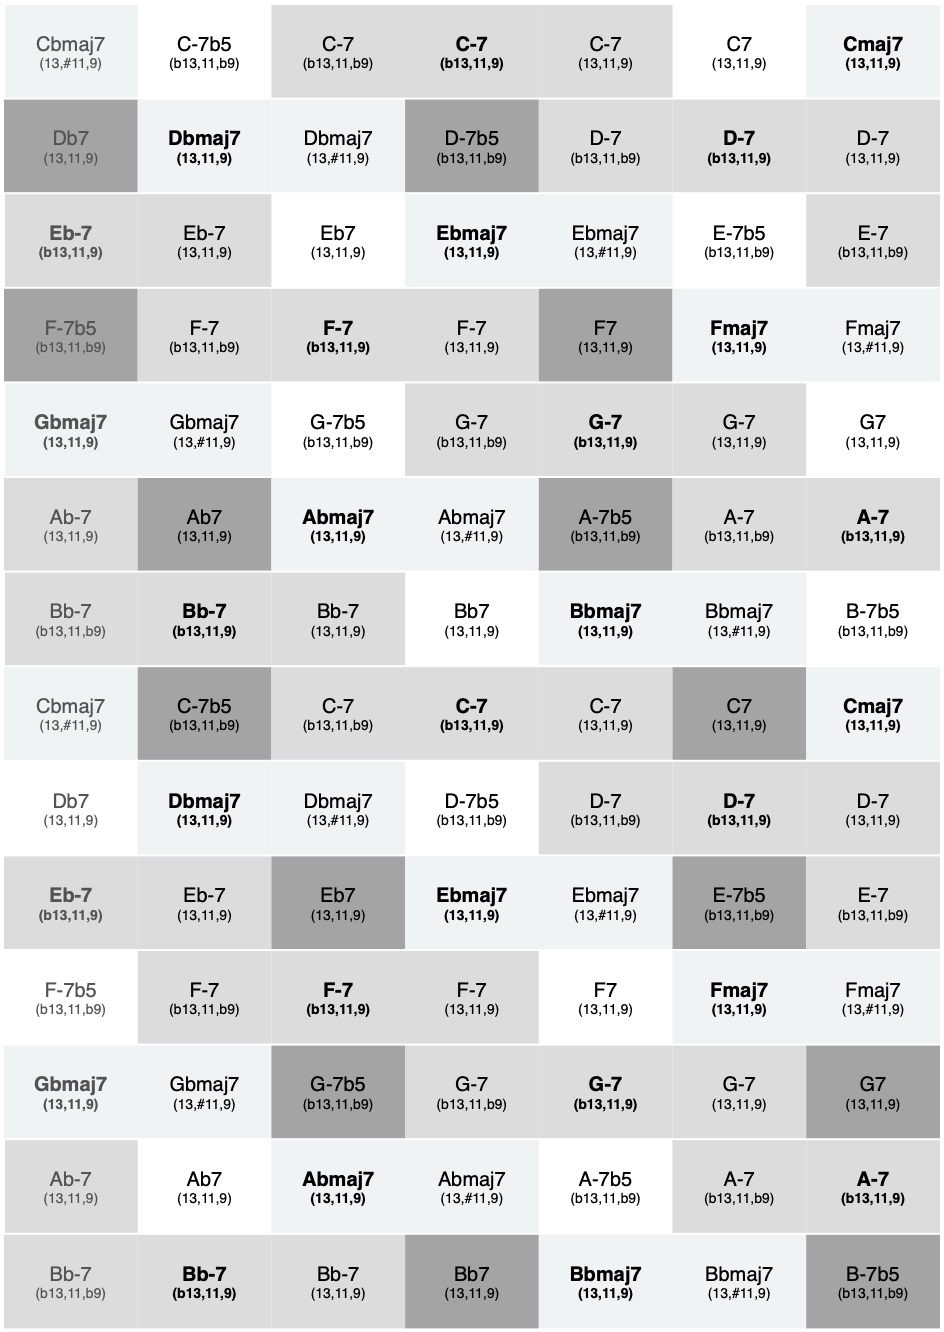 Cbmaj7 C-7b5 C-7 C-7 C-7 C7 Cmaj7
(13,#11,9) (b13,11,b9) (b13,11,b9) (b13,11,9) (13,11,9) (13,11,9) (13,11,9)
Db7 Dbmaj7 Dbmaj7 D-7b5 D-7 D-7 D-7
(13,11,9) (13,11,9) (13,#11,9) (b13,11,b9) (b13,11,b9) (b13,11,9) (13,11,9)
Eb-7 Eb-7 Eb7 Ebmaj7 Ebmaj7 E-7b5 E-7
(b13,11,9) (13,11,9) (13,11,9) (13,11,9) (13,#11,9) (b13,11,b9) (b13,11,b9)
F-7b5 F-7 F-7 F-7 F7 Fmaj7 Fmaj7
(b13,11,b9) (b13,11,b9) (b13,11,9) (13,11,9) (13,11,9) (13,11,9) (13,#11,9)
Gbmaj7 Gbmaj7 G-7b5 G-7 G-7 G-7 G7
(13,11,9) (13,#11,9) (b13,11,b9) (b13,11,b9) (b13,11,9) (13,11,9) (13,11,9)
Ab-7 Ab7 Abmaj7 Abmaj7 A-7b5 A-7 A-7
(13,11,9) (13,11,9) (13,11,9) (13,#11,9) (b13,11,b9) (b13,11,b9) (b13,11,9)
Bb-7 Bb-7 Bb-7 Bb7 Bbmaj7 Bbmaj7 B-7b5
(b13,11,b9) (b13,11,9) (13,11,9) (13,11,9) (13,11,9) (13,#11,9) (b13,11,b9)
Cbmaj7 C-7b5 C-7 C-7 C-7 C7 Cmaj7
(13,#11,9) (b13,11,b9) (b13,11,b9) (b13,11,9) (13,11,9) (13,11,9) (13,11,9)
Db7 Dbmaj7 Dbmaj7 D-7b5 D-7 D-7 D-7
(13,11,9) (13,11,9) (13,#11,9) (b13,11,b9) (b13,11,b9) (b13,11,9) (13,11,9)
Eb-7 Eb-7 Eb7 Ebmaj7 Ebmaj7 E-7b5 E-7
(b13,11,9) (13,11,9) (13,11,9) (13,11,9) (13,#11,9) (b13,11,b9) (b13,11,b9)
F-7b5 F-7 F-7 F-7 F7 Fmaj7 Fmaj7
(b13,11,b9) (b13,11,b9) (b13,11,9) (13,11,9) (13,11,9) (13,11,9) (13,#11,9)
Gbmaj7 Gbmaj7 G-7b5 G-7 G-7 G-7 G7
(13,11,9) (13,#11,9) (b13,11,b9) (b13,11,b9) (b13,11,9) (13,11,9) (13,11,9)
Ab-7 Ab7 Abmaj7 Abmaj7 A-7b5 A-7 A-7
(13,11,9) (13,11,9) (13,11,9) (13,#11,9) (b13,11,b9) (b13,11,b9) (b13,11,9)
Bb-7 Bb-7 Bb-7 Bb7 Bbmaj7 Bbmaj7 B-7b5
(b13,11,b9) (b13,11,9) (13,11,9) (13,11,9) (13,11,9) (13,#11,9) (b13,11,b9)